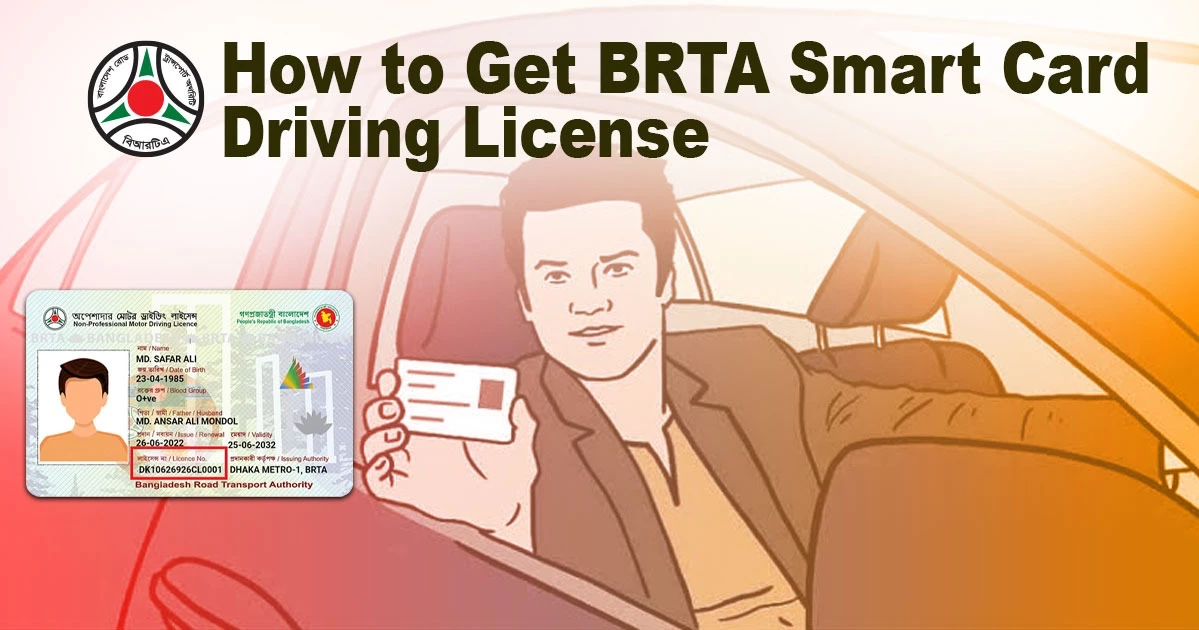 How to Get BRTA Smart Card
Driving License
বাংলাদেশ রোড ট্রান্সপোর্ট অথরিটি
বিআরটিএ
অপেশাদার মোটর ড্রাইভিং লাইসেন্স
Non-Professional Motor Driving Licence
গণপ্রজাতন্ত্রী বাংলাদেশ
People's Republic of Bangladesh
নাম / Name
MD. SAFAR ALI
জন্ম তারিখ / Date of Birth
23-04-1985
রক্তের গ্রুপ / Blood Group
O+ve
পিতা / স্বামী / Father / Husband
MD. ANSAR ALI MONDOL
প্রদান / নবায়ন / Issue / Renewal মেয়াদ / Validity
26-06-2022 25-06-2032
লাইসেন্স নং / Licence No. প্রদানকারী কর্তৃপক্ষ / Issuing Authority
DK10626926CL0001 DHAKA METRO-1, BRTA
Bangladesh Road Transport Authority